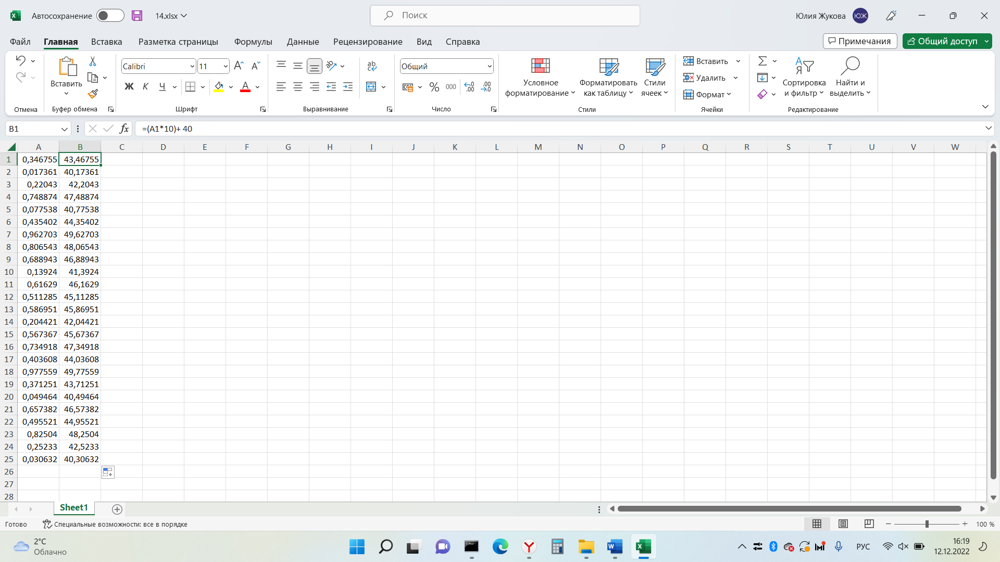 Автосохранение 14.xlsx Поиск Юлия Жукова ЮЖ
Файл Главная Вставка Разметка страницы Формулы Данные Рецензирование Вид Справка Примечания Общий доступ
Отмена
Вставить
Буфер обмена
Calibri 11
Ж К Ч А
Шрифт
Выравнивание
Общий
% 000
Число
Условное форматирование
Форматировать как таблицу
Стили ячеек
Стили
Вставить
Удалить
Формат
Ячейки
Сортировка и фильтр
Найти и выделить
Редактирование
B1 fx =(A1*10)+ 40
A B C D E F G H I J K L M N O P Q R S T U V W
1 0,346755 43,46755
2 0,017361 40,17361
3 0,22043 42,2043
4 0,748874 47,48874
5 0,077538 40,77538
6 0,435402 44,35402
7 0,962703 49,62703
8 0,806543 48,06543
9 0,688943 46,88943
10 0,13924 41,3924
11 0,61629 46,1629
12 0,511285 45,11285
13 0,586951 45,86951
14 0,204421 42,04421
15 0,567367 45,67367
16 0,734918 47,34918
17 0,403608 44,03608
18 0,977559 49,77559
19 0,371251 43,71251
20 0,049464 40,49464
21 0,657382 46,57382
22 0,495521 44,95521
23 0,82504 48,2504
24 0,25233 42,5233
25 0,030632 40,30632
26
27
28
Sheet1
Готово Специальные возможности: все в порядке 100 %
2°C
Облачно
РУС
16:19
12.12.2022